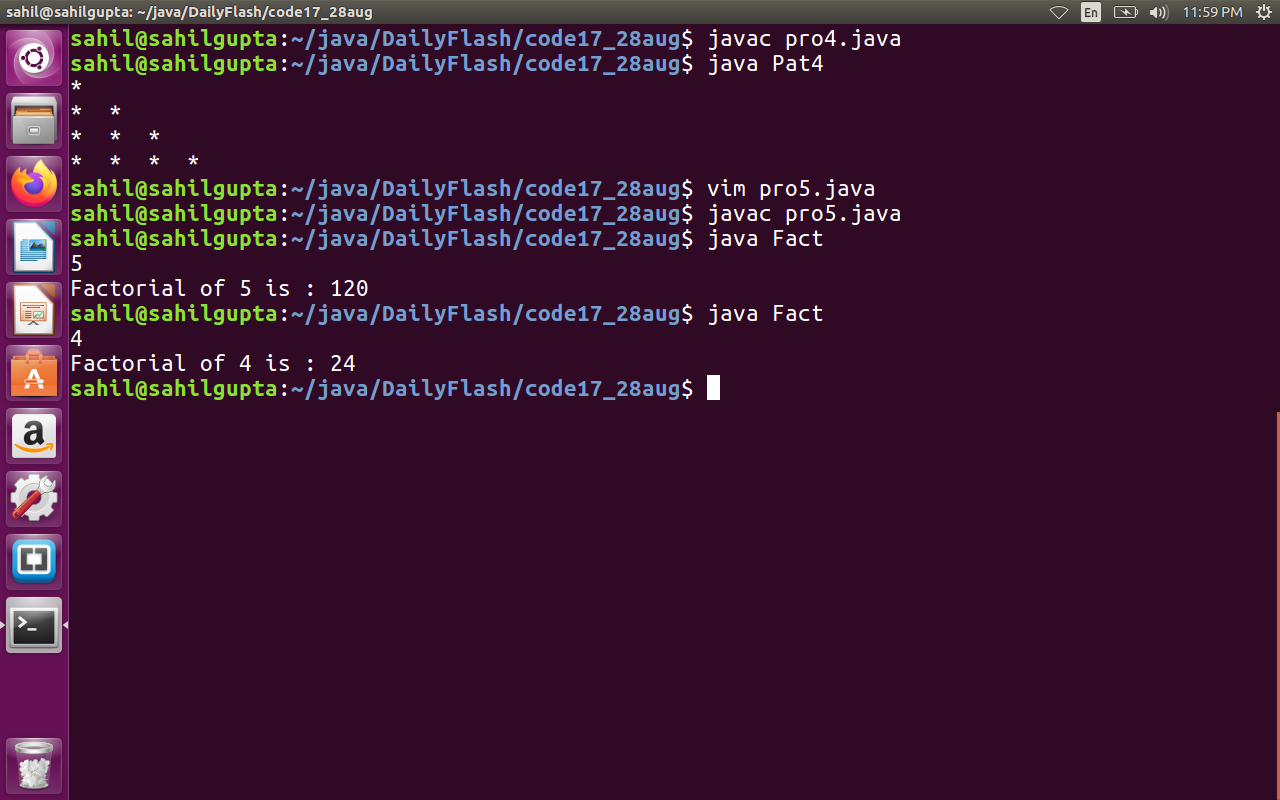 sahil@sahilgupta: ~/java/DailyFlash/code17_28aug En 11:59 PM
sahil@sahilgupta:~/java/DailyFlash/code17_28aug$ javac pro4.java
sahil@sahilgupta:~/java/DailyFlash/code17_28aug$ java Pat4
*
*  *
*  *  *
*  *  *  *
sahil@sahilgupta:~/java/DailyFlash/code17_28aug$ vim pro5.java
sahil@sahilgupta:~/java/DailyFlash/code17_28aug$ javac pro5.java
sahil@sahilgupta:~/java/DailyFlash/code17_28aug$ java Fact
5
Factorial of 5 is : 120
sahil@sahilgupta:~/java/DailyFlash/code17_28aug$ java Fact
4
Factorial of 4 is : 24
sahil@sahilgupta:~/java/DailyFlash/code17_28aug$